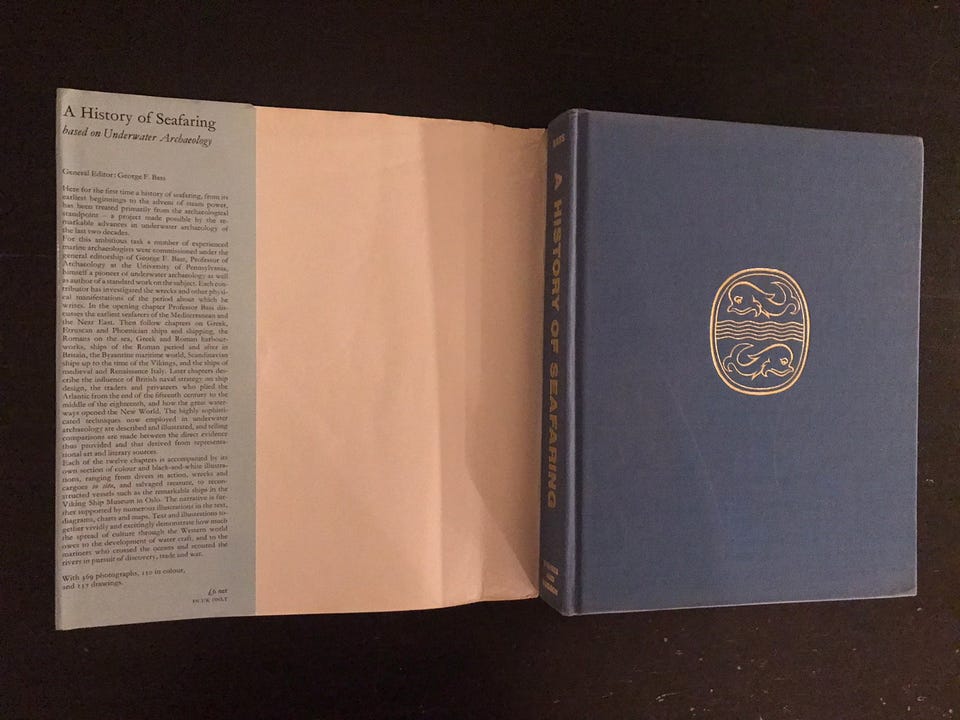 A History of Seafaring
based on Underwater Archaeology
General Editor: George F. Bass
Here for the first time a history of seafaring, from its
earliest beginnings to the advent of steam power,
has been treated primarily from the archaeological
standpoint – a project made possible by the re-
markable advances in underwater archaeology of
the last two decades.
For this ambitious task a number of experienced
marine archaeologists were commissioned under the
general editorship of George F. Bass, Professor of
Archaeology at the University of Pennsylvania,
himself a pioneer of underwater archaeology as well
as author of a standard work on the subject. Each con-
tributor has investigated the wrecks and other physi-
cal manifestations of the period about which he
writes. In the opening chapter Professor Bass dis-
cusses the earliest seafarers of the Mediterranean and
the Near East. Then follow chapters on Greek,
Etruscan and Phoenician ships and shipping, the
Romans on the sea, Greek and Roman harbour-
works, ships of the Roman period and after in
Britain, the Byzantine maritime world, Scandinavian
ships up to the time of the Vikings, and the ships of
medieval and Renaissance Italy. Later chapters des-
cribe the influence of British naval strategy on ship
design, the traders and privateers who plied the
Atlantic from the end of the fifteenth century to the
middle of the eighteenth, and how the great water-
ways opened the New World. The highly sophisti-
cated techniques now employed in underwater
archaeology are described and illustrated, and telling
comparisons are made between the direct evidence
thus provided and that derived from representa-
tional art and literary sources.
Each of the twelve chapters is accompanied by its
own section of colour and black-and-white illustra-
tions, ranging from divers in action, wrecks and
cargoes in situ, and salvaged treasure, to recon-
structed vessels such as the remarkable ships in the
Viking Ship Museum in Oslo. The narrative is fur-
ther supported by numerous illustrations in the text,
diagrams, charts and maps. Text and illustrations to-
gether vividly and excitingly demonstrate how much
the spread of culture through the Western world
owes to the development of water craft, and to the
mariners who crossed the oceans and scouted the
rivers in pursuit of discovery, trade and war.
With 369 photographs, 150 in colour,
and 237 drawings.
£6 net
IN UK ONLY
BASS
A HISTORY OF SEAFARING
THAMES
AND
HUDSON